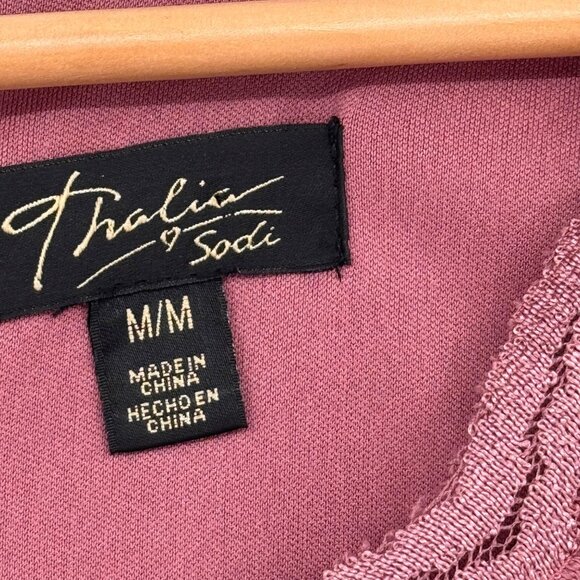 Thalia
Sodi
M/M
MADE IN
CHINA
HECHO EN
CHINA